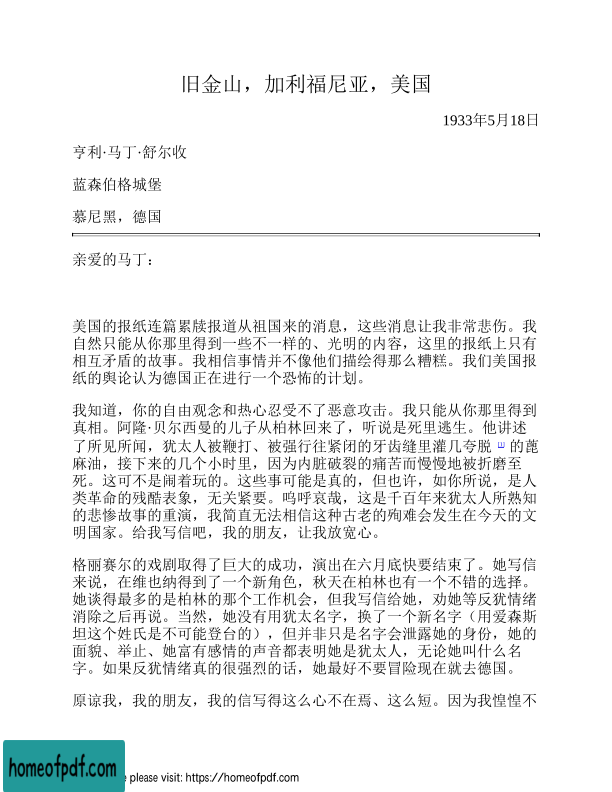 旧金山，加利福尼亚，美国
1933年5月18日
亨利·马丁·舒尔收
蓝森伯格城堡
慕尼黑，德国
亲爱的马丁：
美国的报纸连篇累牍报道从祖国来的消息，这些消息让我非常悲伤。我
自然只能从你那里得到一些不一样的、光明的内容，这里的报纸上只有
相互矛盾的故事。我相信事情并不像他们描绘得那么糟糕。我们美国报
纸的舆论认为德国正在进行一个恐怖的计划。
我知道，你的自由观念和热心忍受不了恶意攻击。我只能从你那里得到
真相。阿隆·贝尔西曼的儿子从柏林回来了，听说是死里逃生。他讲述
了所见所闻，犹太人被鞭打、被强行往紧闭的牙齿缝里灌几夸脱 [1] 的蓖
麻油，接下来的几个小时里，因为内脏破裂的痛苦而慢慢地被折磨至
死。这可不是闹着玩的。这些事可能是真的，但也许，如你所说，是人
类革命的残酷表象，无关紧要。呜呼哀哉，这是千百年来犹太人所熟知
的悲惨故事的重演，我简直无法相信这种古老的殉难会发生在今天的文
明国家。给我写信吧，我的朋友，让我放宽心。
格丽赛尔的戏剧取得了巨大的成功，演出在六月底快要结束了。她写信
来说，在维也纳得到了一个新角色，秋天在柏林也有一个不错的选择。
她谈得最多的是柏林的那个工作机会，但我写信给她，劝她等反犹情绪
消除之后再说。当然，她没有用犹太名字，换了一个新名字（用爱森斯
坦这个姓氏是不可能登台的），但并非只是名字会泄露她的身份，她的
面貌、举止、她富有感情的声音都表明她是犹太人，无论她叫什么名
字。如果反犹情绪真的很强烈的话，她最好不要冒险现在就去德国。
原谅我，我的朋友，我的信写得这么心不在焉、这么短。因为我惶惶不
homeofpdf.com
e please visit: https://homeofpdf.com